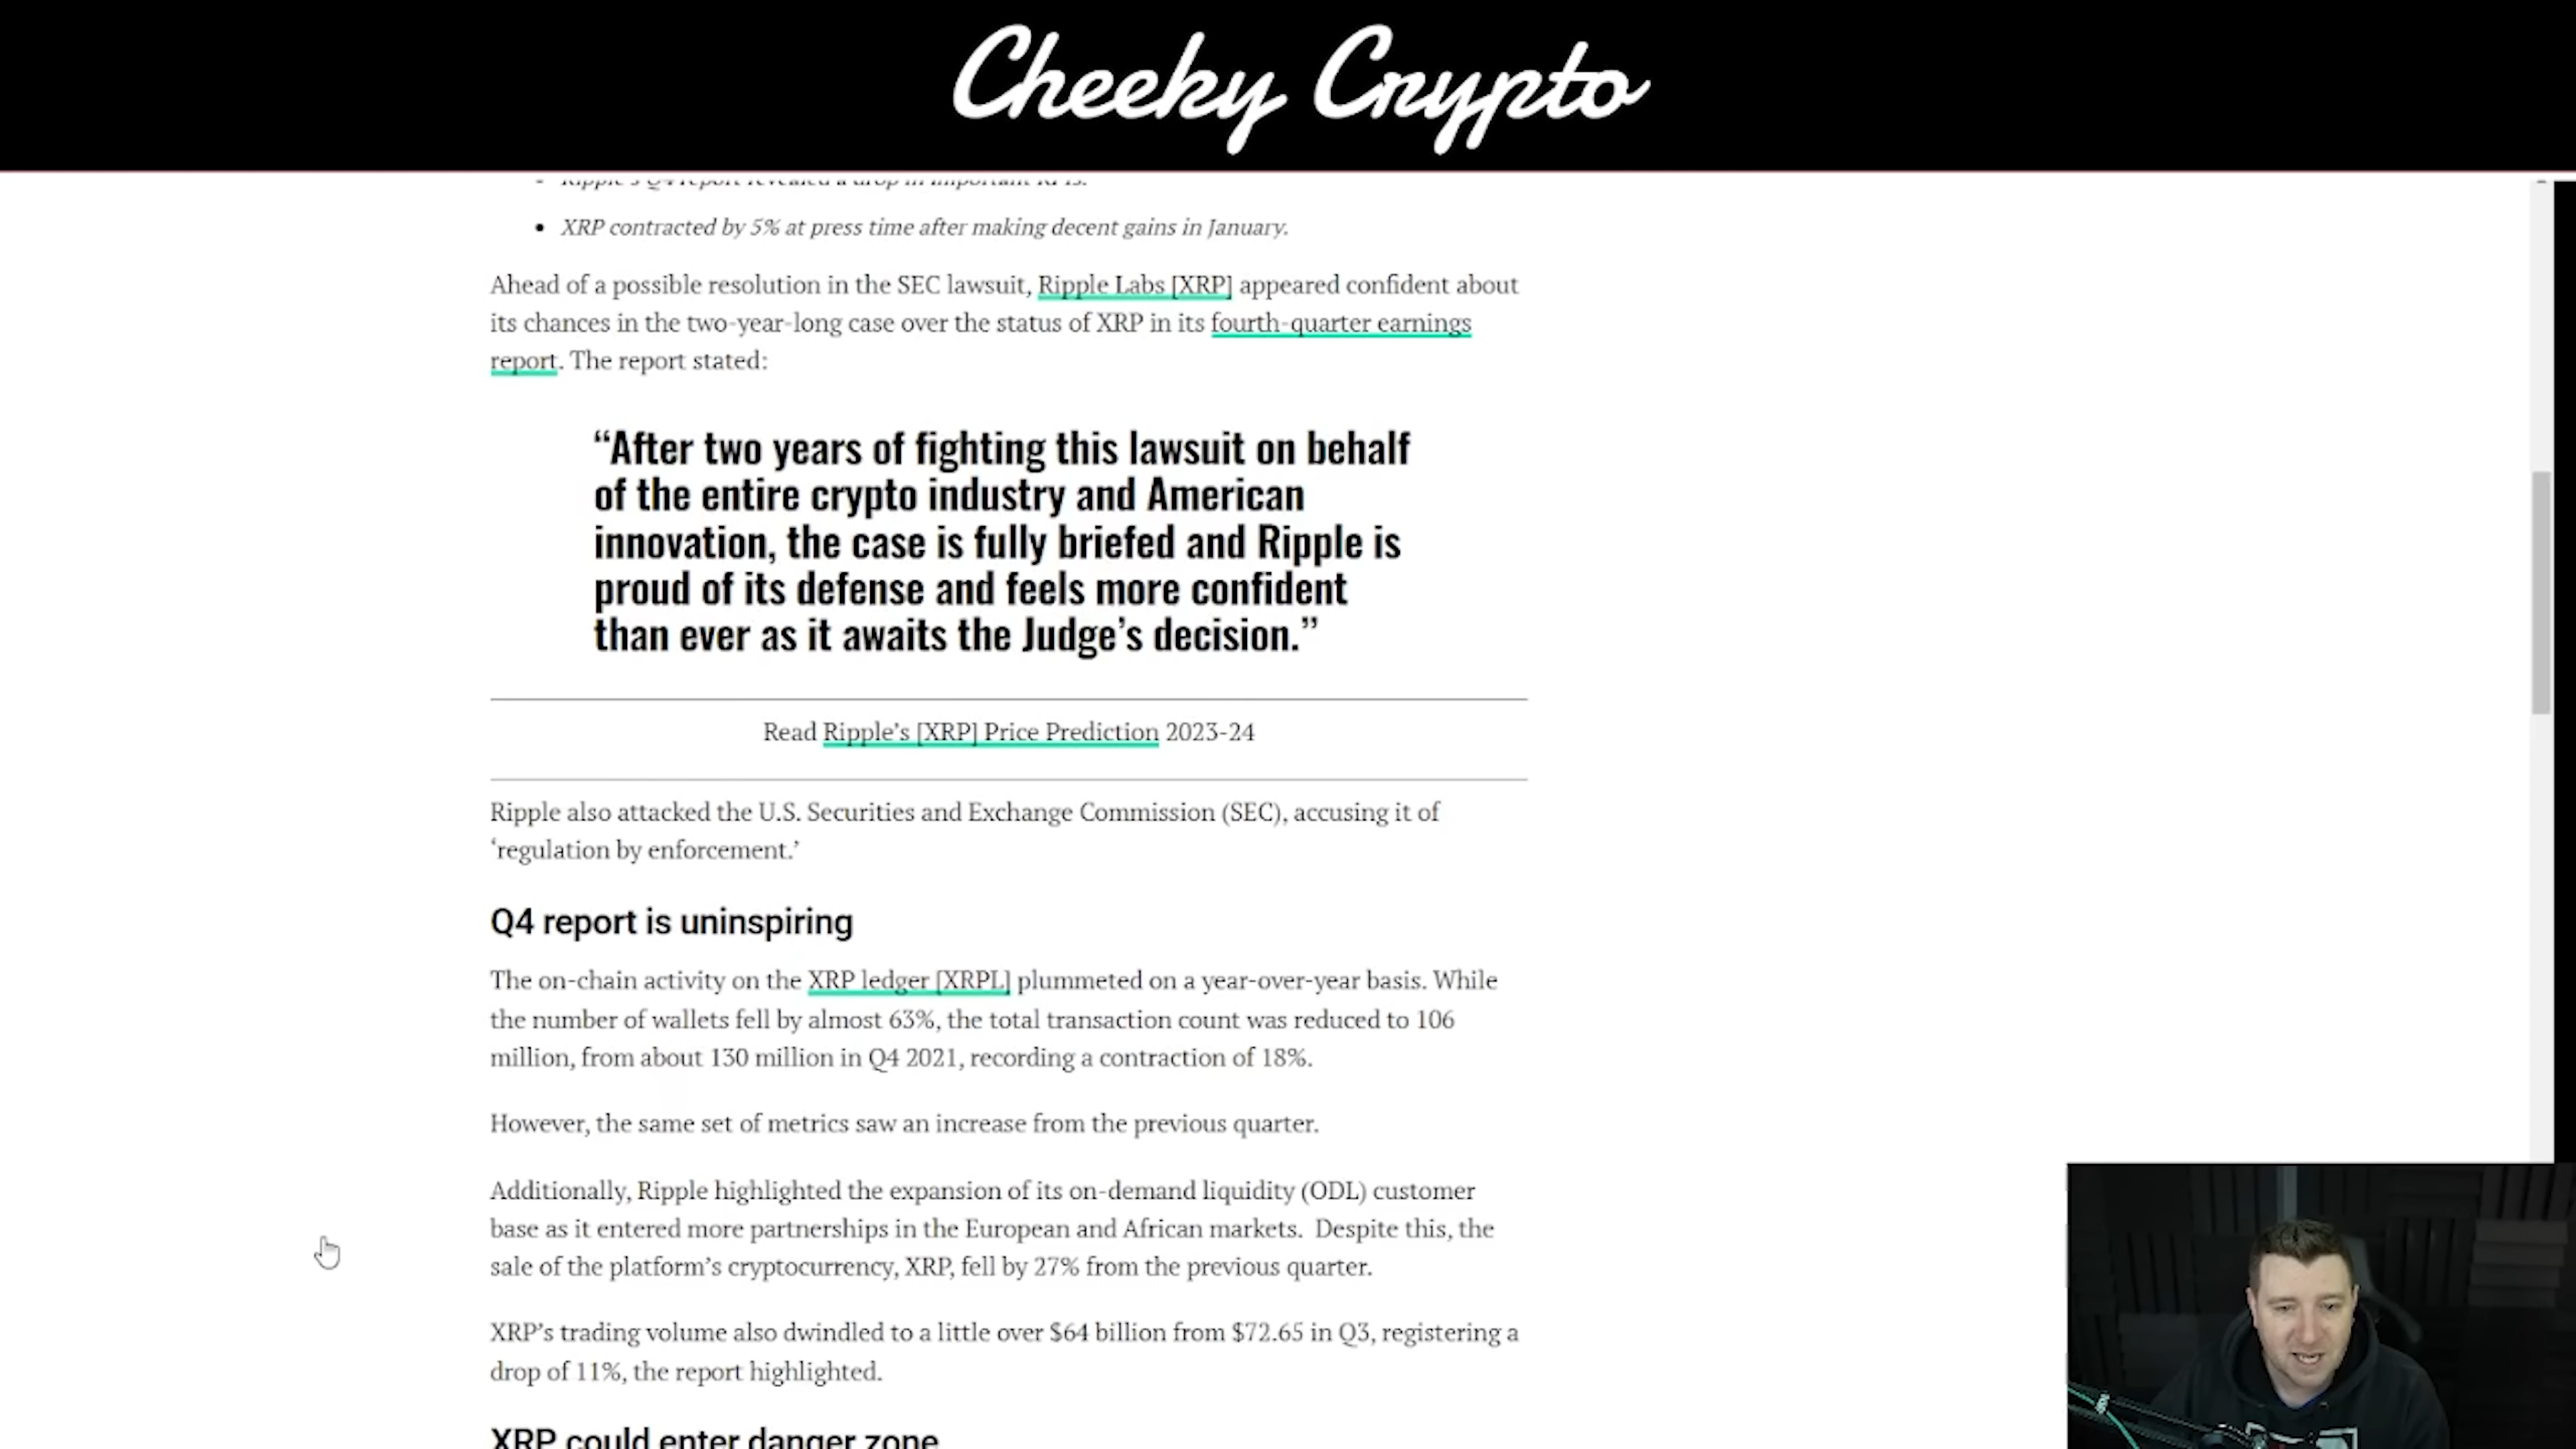 Cheeky Crypto
• Ripple's Q4 report revealed a drop in important KPIs.
• XRP contracted by 5% at press time after making decent gains in January.
Ahead of a possible resolution in the SEC lawsuit, Ripple Labs [XRP] appeared confident about
its chances in the two-year-long case over the status of XRP in its fourth-quarter earnings
report. The report stated:
“After two years of fighting this lawsuit on behalf
of the entire crypto industry and American
innovation, the case is fully briefed and Ripple is
proud of its defense and feels more confident
than ever as it awaits the Judge’s decision.”
Read Ripple’s [XRP] Price Prediction 2023-24
Ripple also attacked the U.S. Securities and Exchange Commission (SEC), accusing it of
‘regulation by enforcement.’
Q4 report is uninspiring
The on-chain activity on the XRP ledger [XRPL] plummeted on a year-over-year basis. While
the number of wallets fell by almost 63%, the total transaction count was reduced to 106
million, from about 130 million in Q4 2021, recording a contraction of 18%.
However, the same set of metrics saw an increase from the previous quarter.
Additionally, Ripple highlighted the expansion of its on-demand liquidity (ODL) customer
base as it entered more partnerships in the European and African markets. Despite this, the
sale of the platform’s cryptocurrency, XRP, fell by 27% from the previous quarter.
XRP’s trading volume also dwindled to a little over $64 billion from $72.65 in Q3, registering a
drop of 11%, the report highlighted.
XRP could enter danger zone